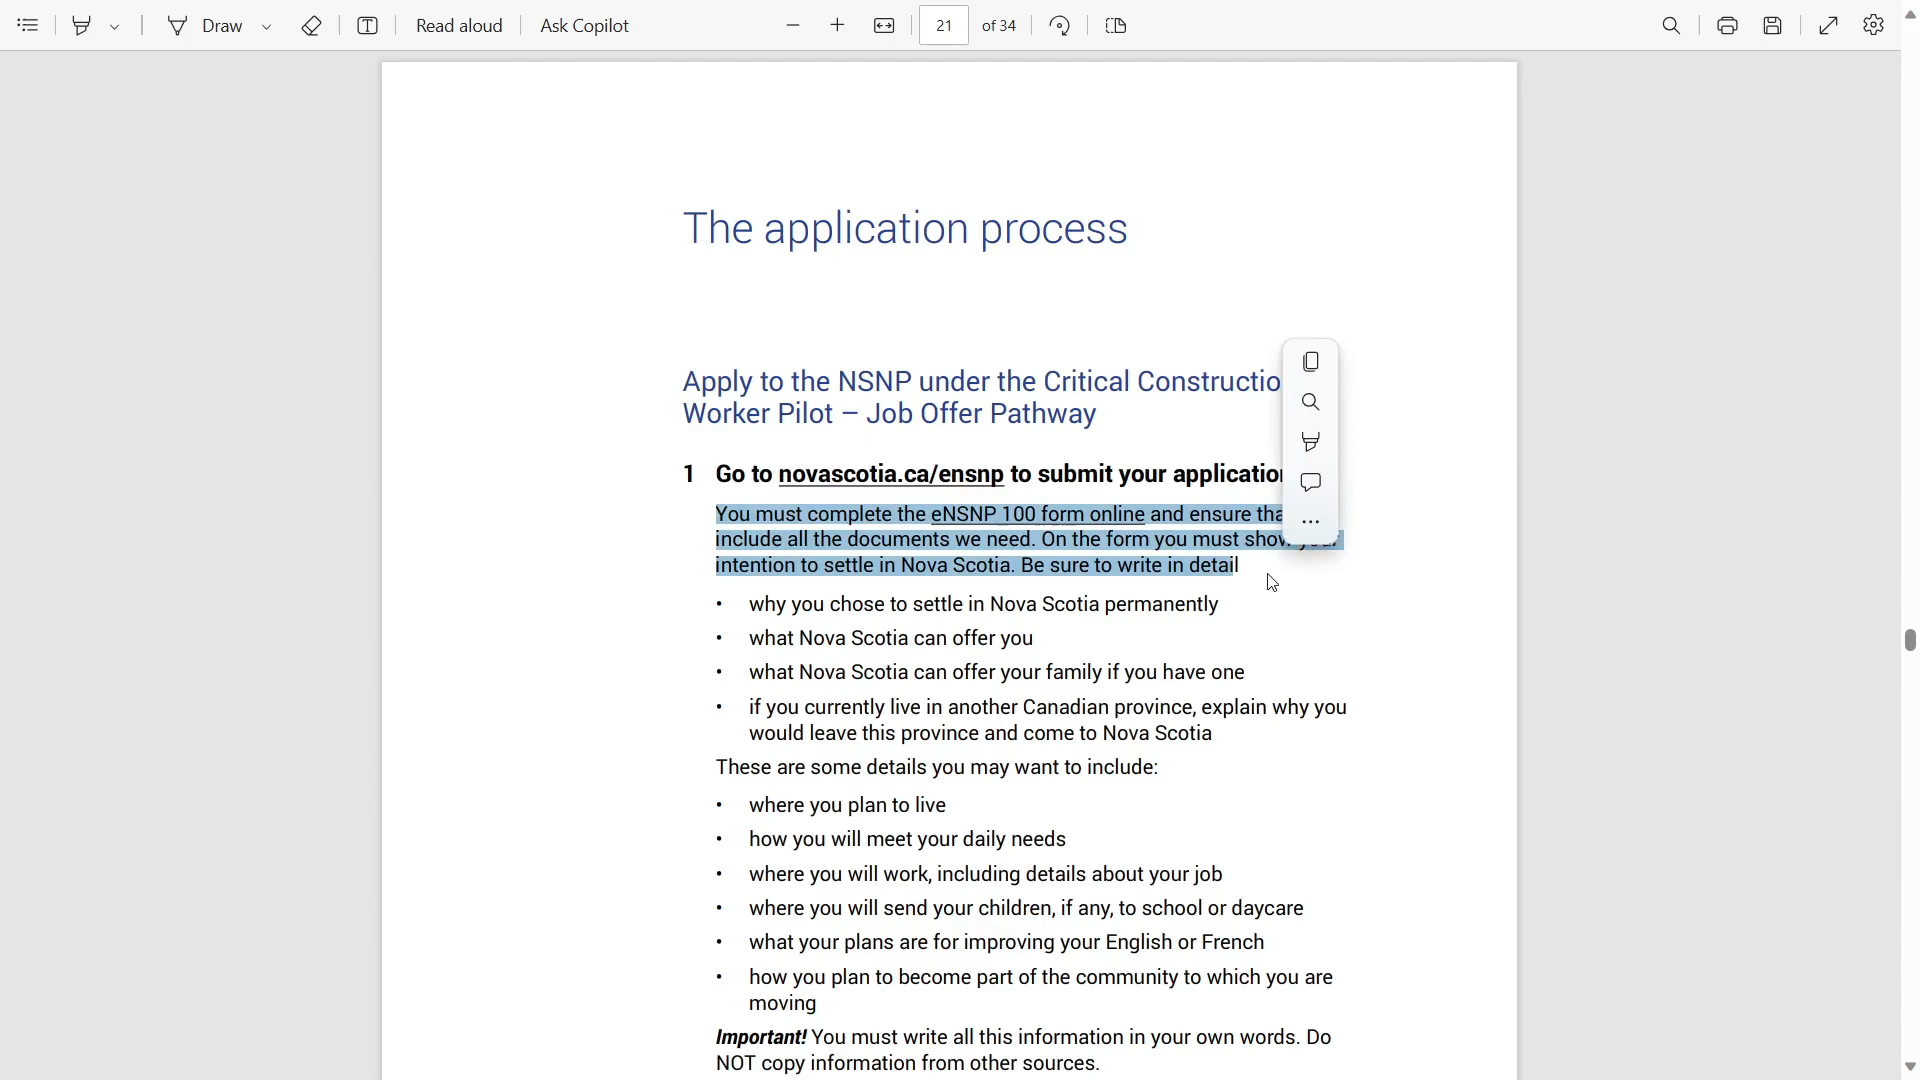 Draw
Read aloud
Ask Copilot
21
of 34
The application process
Apply to the NSNP under the Critical Constructio
Worker Pilot – Job Offer Pathway
1 Go to novascotia.ca/ensnp to submit your application
You must complete the eNSNP 100 form online and ensure tha
include all the documents we need. On the form you must show your
intention to settle in Nova Scotia. Be sure to write in detail
• why you chose to settle in Nova Scotia permanently
• what Nova Scotia can offer you
• what Nova Scotia can offer your family if you have one
• if you currently live in another Canadian province, explain why you
would leave this province and come to Nova Scotia
These are some details you may want to include:
• where you plan to live
• how you will meet your daily needs
• where you will work, including details about your job
• where you will send your children, if any, to school or daycare
• what your plans are for improving your English or French
• how you plan to become part of the community to which you are
moving
Important! You must write all this information in your own words. Do
NOT copy information from other sources.